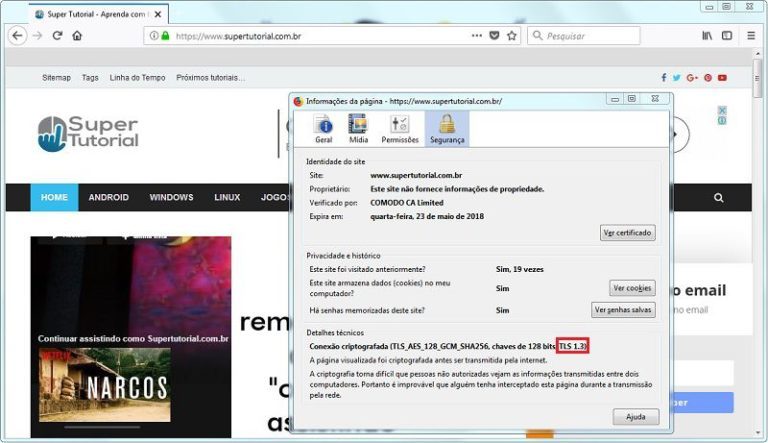 Super Tutorial - Aprenda com t
https://www.supertutorial.com.br
Pesquisar
Sitemap Tags Linha do Tempo Próximos tutoriais...
Super
Tutorial
HOME ANDROID WINDOWS LINUX JOGOS
Informações da página - https://www.supertutorial.com.br/
Geral Mídia Permissões Segurança
Identidade do site
Site: www.supertutorial.com.br
Proprietário: Este site não fornece informações de propriedade.
Verificado por: COMODO CA Limited
Expira em: quarta-feira, 23 de maio de 2018
Ver certificado
Privacidade e histórico
Este site foi visitado anteriormente? Sim, 19 vezes
Este site armazena dados (cookies) no meu
computador? Sim Ver cookies
Há senhas memorizadas deste site? Sim Ver senhas salvas
Detalhes técnicos
Conexão criptografada (TLS_AES_128_GCM_SHA256, chaves de 128 bits, TLS 1.3)
A página visualizada foi criptografada antes ser transmitida pela internet.
A criptografia torna difícil que pessoas não autorizadas vejam as informações transmitidas entre dois
computadores. Portanto é improvável que alguém tenha interceptado esta página durante a transmissão
pela rede.
Ajuda
Continuar assistindo como Supertutorial.com.br
NETFLIX
NARCOS
rem
"c
assistindo
email